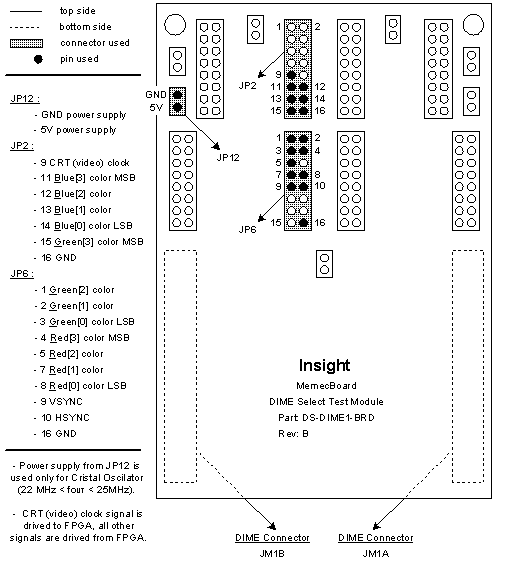 top side
bottom side
connector used
pin used
JP12 :
- GND power supply
- 5V power supply
JP2 :
- 9 CRT (video) clock
- 11 Blue[3] color MSB
- 12 Blue[2] color
- 13 Blue[1] color
- 14 Blue[0] color LSB
- 15 Green[3] color MSB
- 16 GND
JP6 :
- 1 Green[2] color
- 2 Green[1] color
- 3 Green[0] color LSB
- 4 Red[3] color MSB
- 5 Red[2] color
- 7 Red[1] color
- 8 Red[0] color LSB
- 9 VSYNC
- 10 HSYNC
- 16 GND
- Power supply from JP12 is
used only for Cristal Oscilator
(22 MHz < fout < 25MHz).
- CRT (video) clock signal is
drived to FPGA, all other
signals are drived from FPGA.
1 2
JP2
9
11 12
13 14
15 16
GND
5V
JP12
1 2
3 4
5
7 8
9 10
JP6
15 16
Insight
MemecBoard
DIME Select Test Module
Part: DS-DIME1-BRD
Rev: B
DIME Connector
JM1B
DIME Connector
JM1A